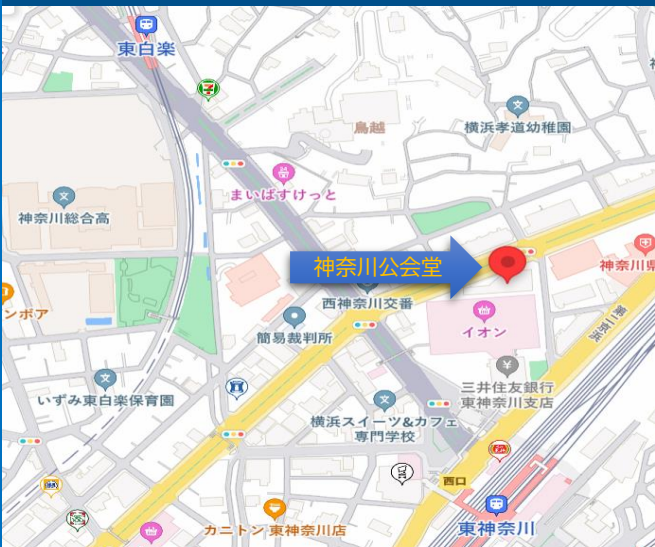 東白楽
鳥越
横浜孝道幼稚園
まいばすけっと
神奈川総合高
神奈川公会堂
神奈川県
ンボア
西神奈川交番
簡易裁判所
イオン
第二京浜
三井住友銀行
東神奈川支店
いずみ東白楽保育園
横浜スイーツ&カフェ
専門学校
西口
カニトン 東神奈川店
東神奈川